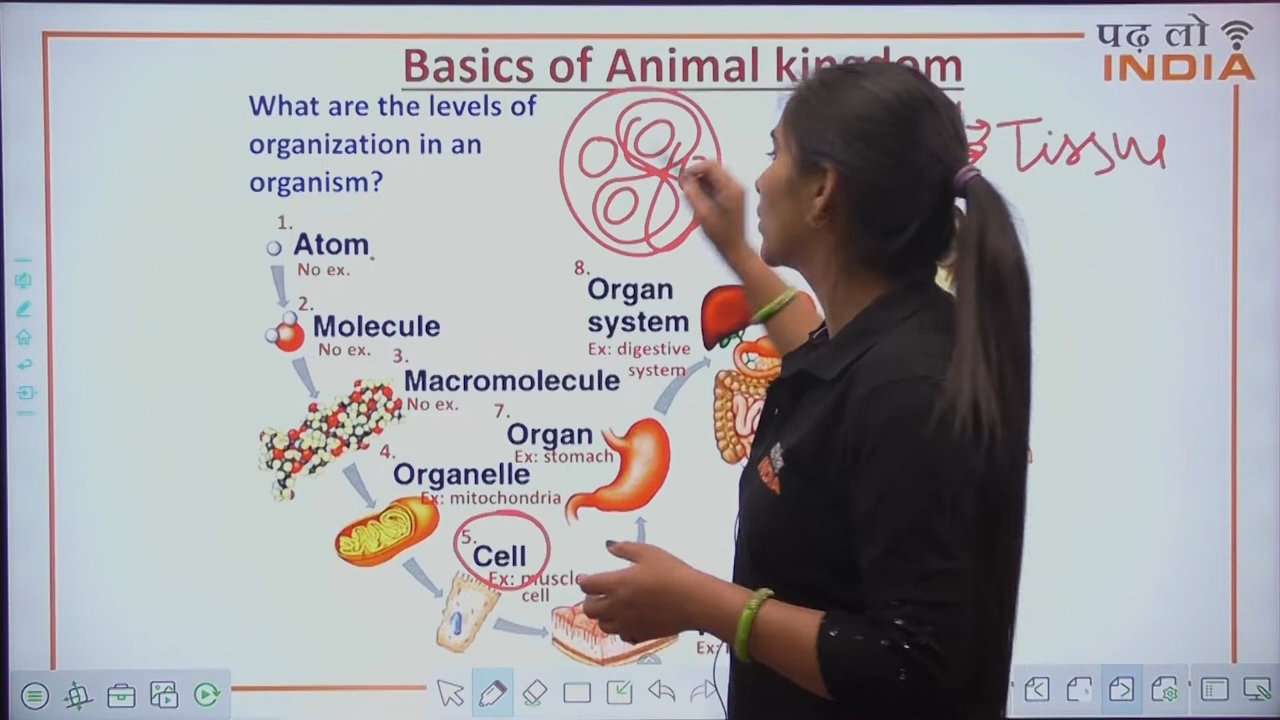 पढ़ लो
INDIA
Basics of Animal kingdom
What are the levels of
organization in an
organism?
Tissue
1.
Atom
No ex.
2.
Molecule
No ex.
3.
Macromolecule
No ex.
4.
Organelle
Ex: mitochondria
5.
Cell
Ex: muscle
cell
7.
Organ
Ex: stomach
8.
Organ
system
Ex: digestive
system
Ex: